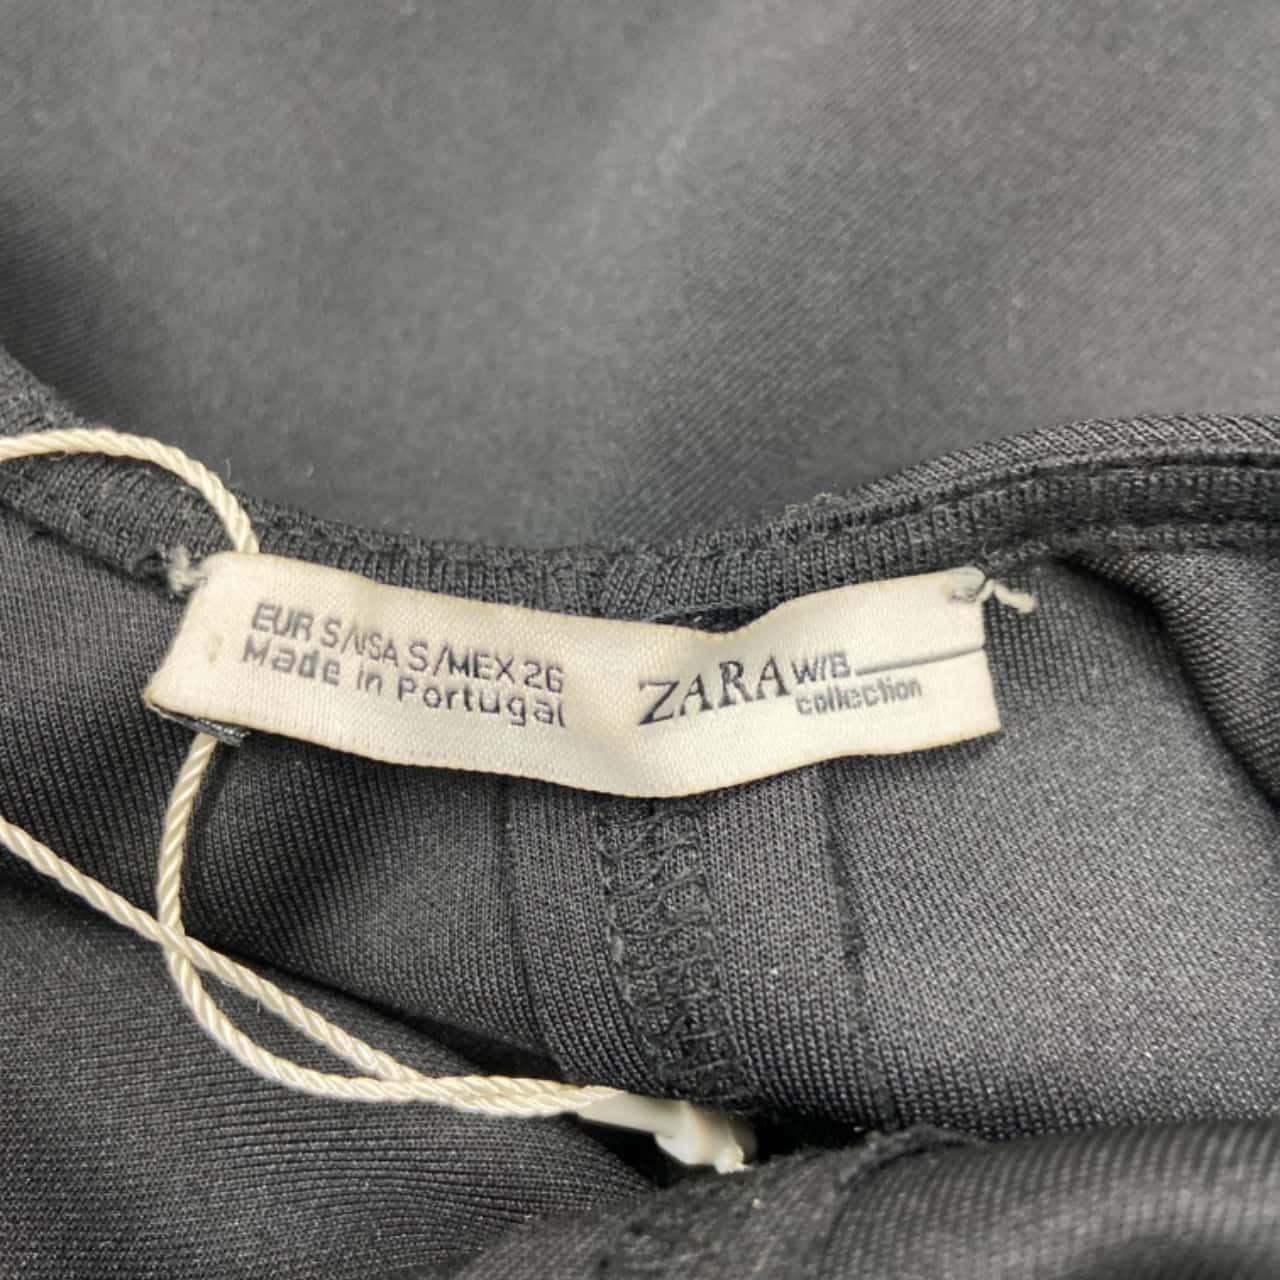 EUR S/USA S/MEX 26
Made in Portugal
ZARA W/B
collection